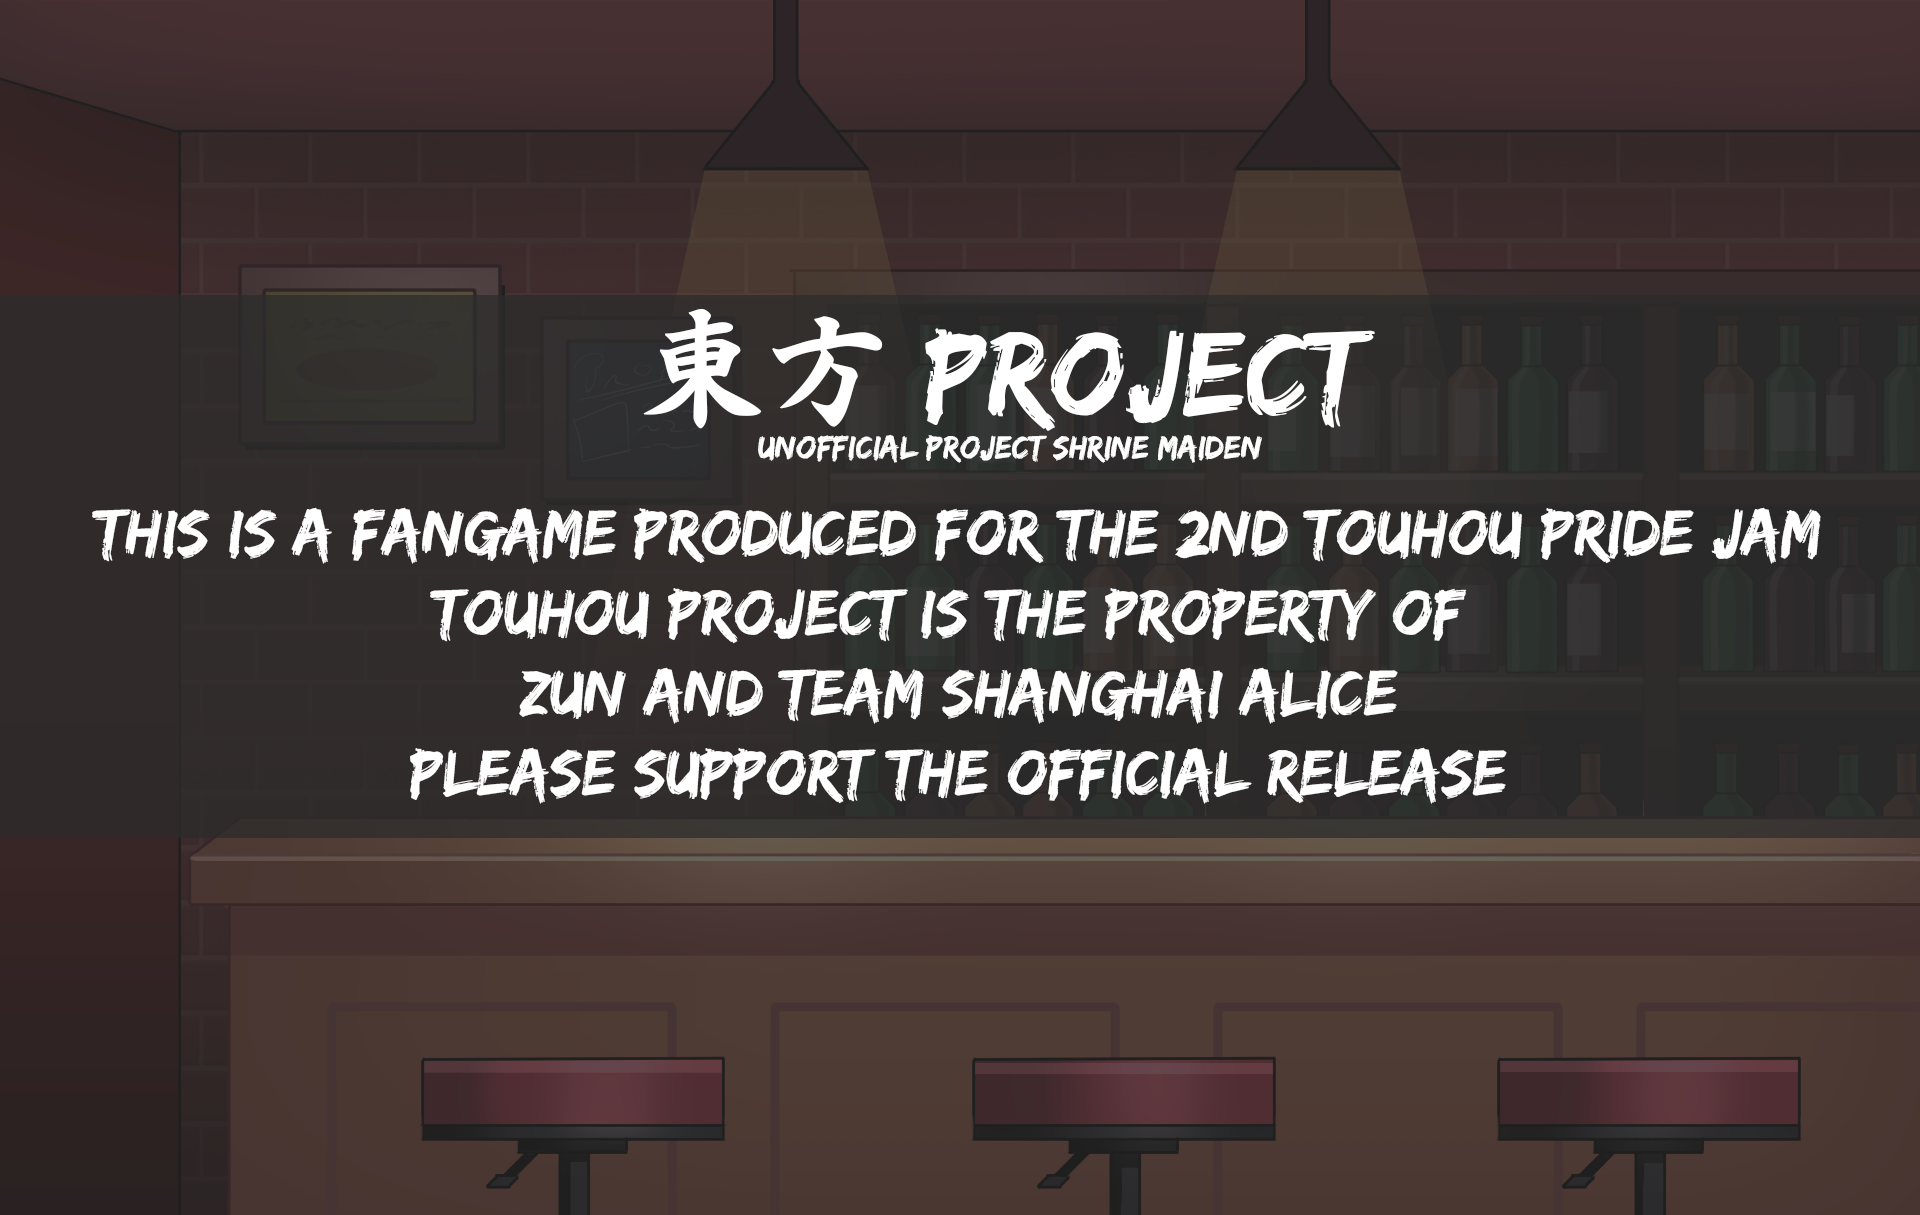 東方 PROJECT
UNOFFICIAL PROJECT SHRINE MAIDEN
THIS IS A FANGAME PRODUCED FOR THE 2ND TOUHOU PRIDE JAM
TOUHOU PROJECT IS THE PROPERTY OF
ZUN AND TEAM SHANGHAI ALICE
PLEASE SUPPORT THE OFFICIAL RELEASE